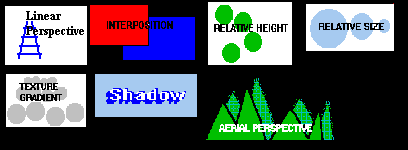 Linear
Perspective
INTERPOSITION
RELATIVE HEIGHT
RELATIVE SIZE
TEXTURE
GRADIENT
Shadow
AERIAL PERSPECTIVE